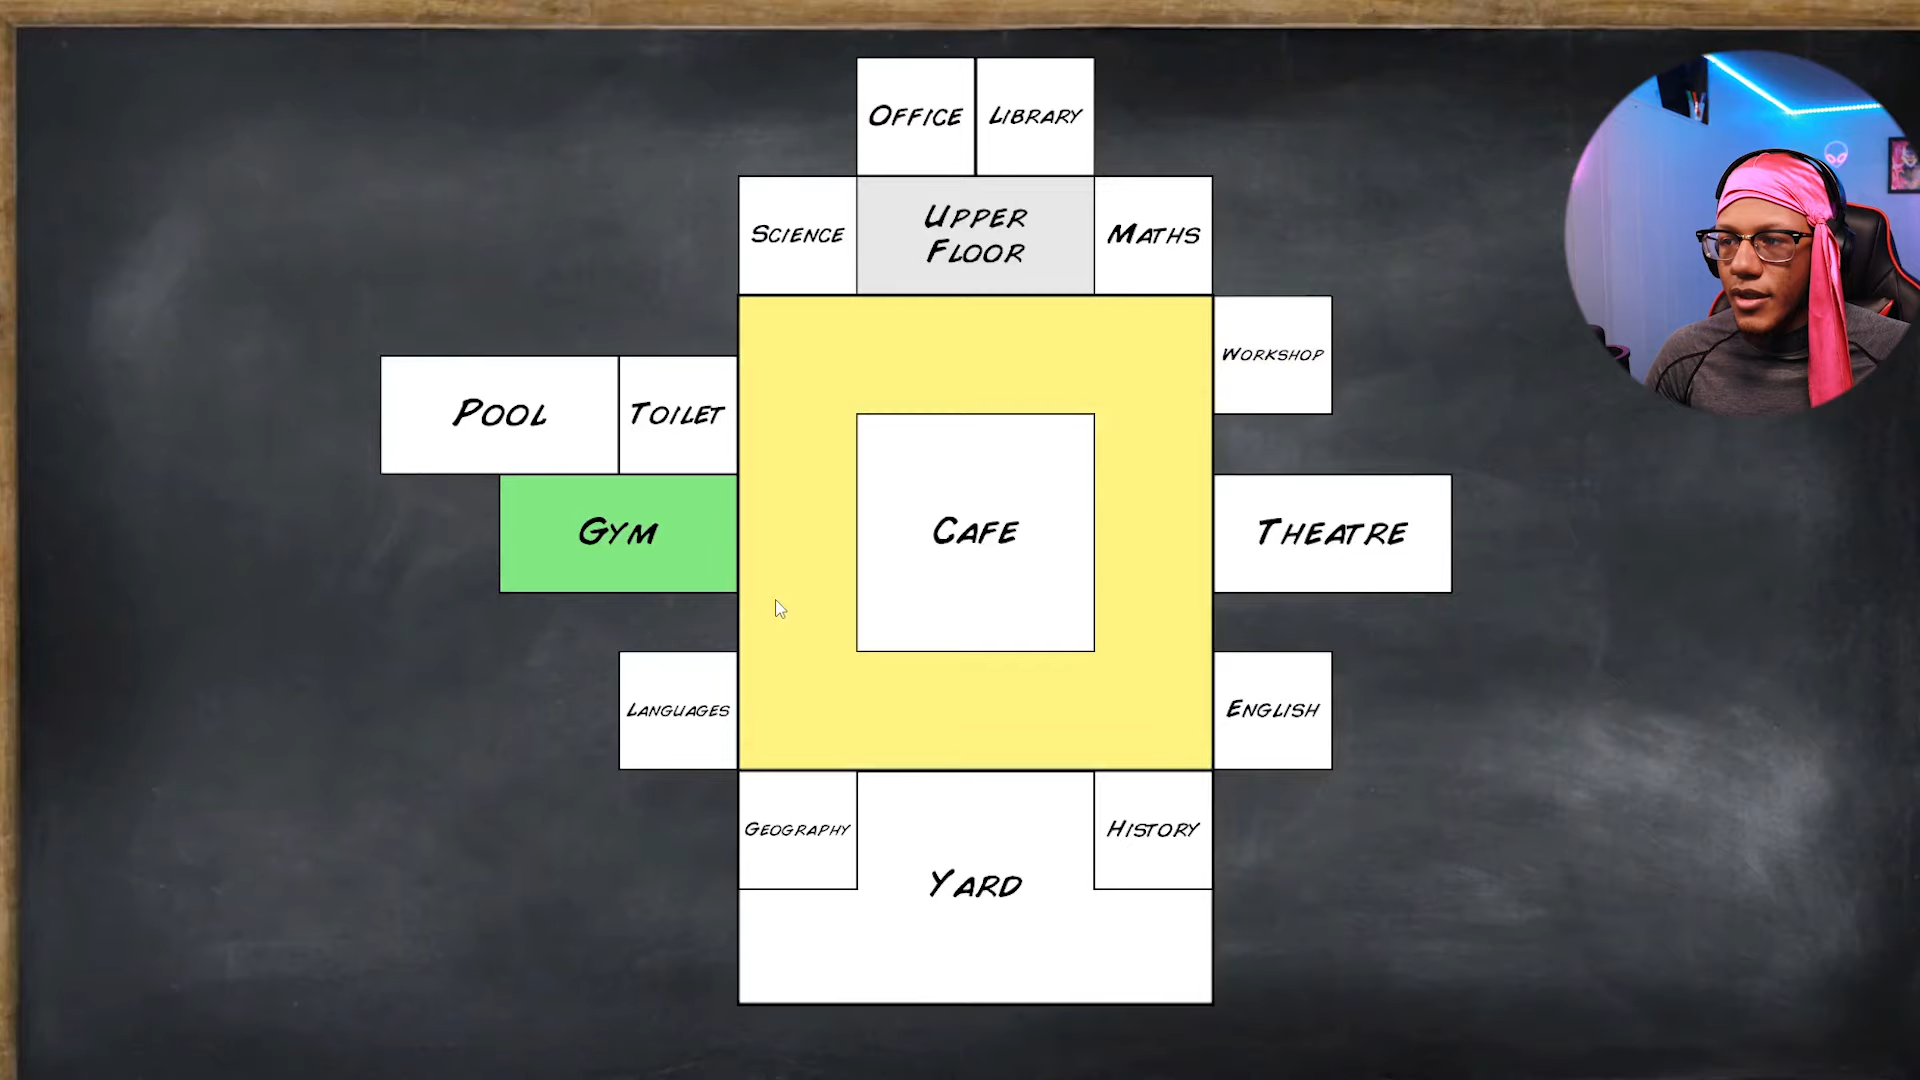 OFFICE
LIBRARY
SCIENCE
UPPER
FLOOR
MATHS
WORKSHOP
POOL
TOILET
GYM
CAFE
THEATRE
LANGUAGES
ENGLISH
GEOGRAPHY
HISTORY
YARD